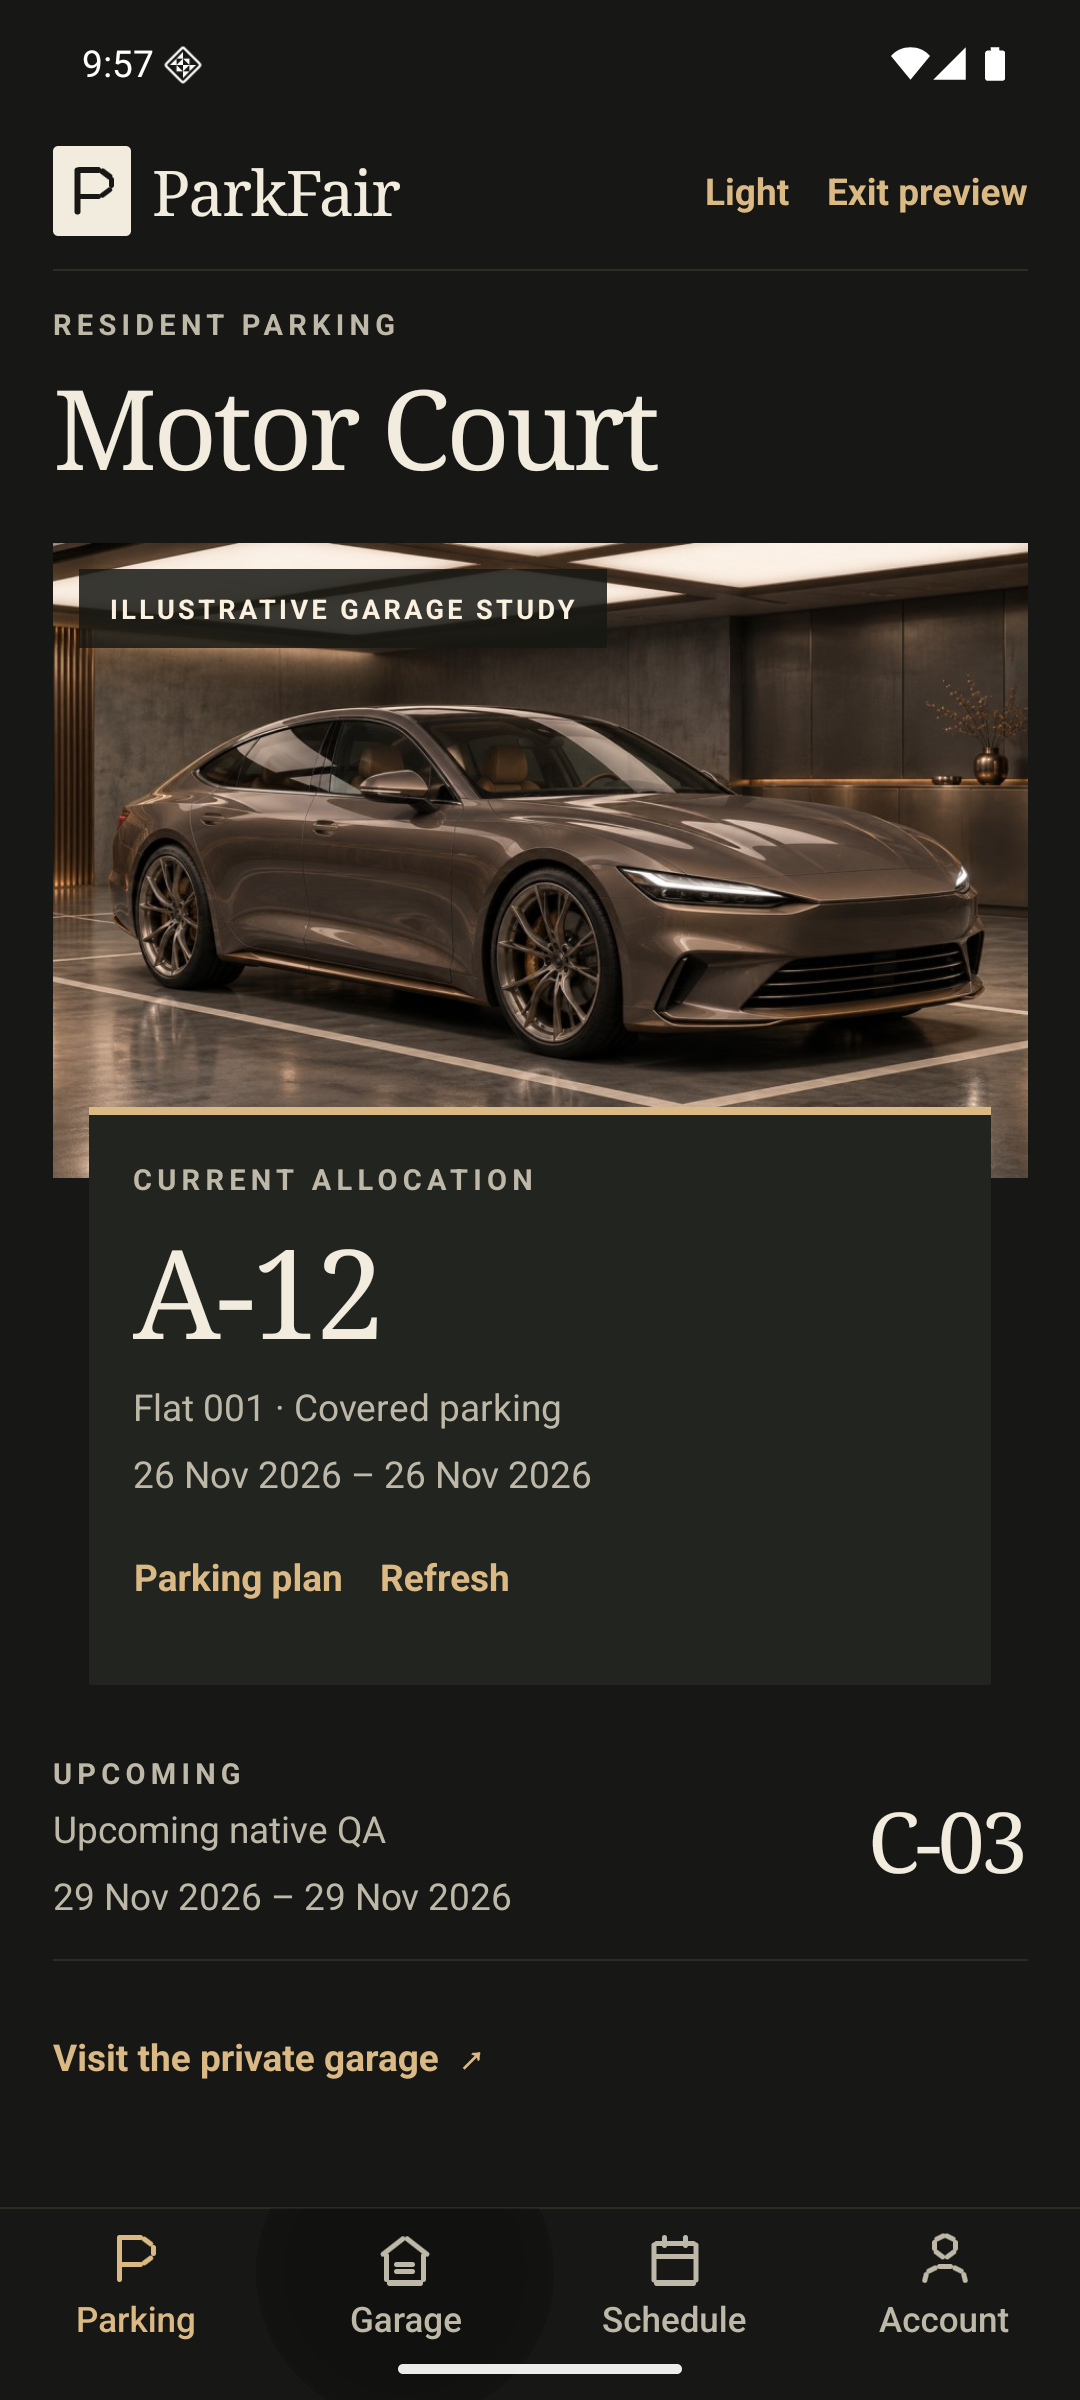 9:57
P ParkFair
Light Exit preview
RESIDENT PARKING
Motor Court
ILLUSTRATIVE GARAGE STUDY
CURRENT ALLOCATION
A-12
Flat 001 · Covered parking
26 Nov 2026 – 26 Nov 2026
Parking plan Refresh
UPCOMING
Upcoming native QA
C-03
29 Nov 2026 – 29 Nov 2026
Visit the private garage ↗
Parking Garage Schedule Account